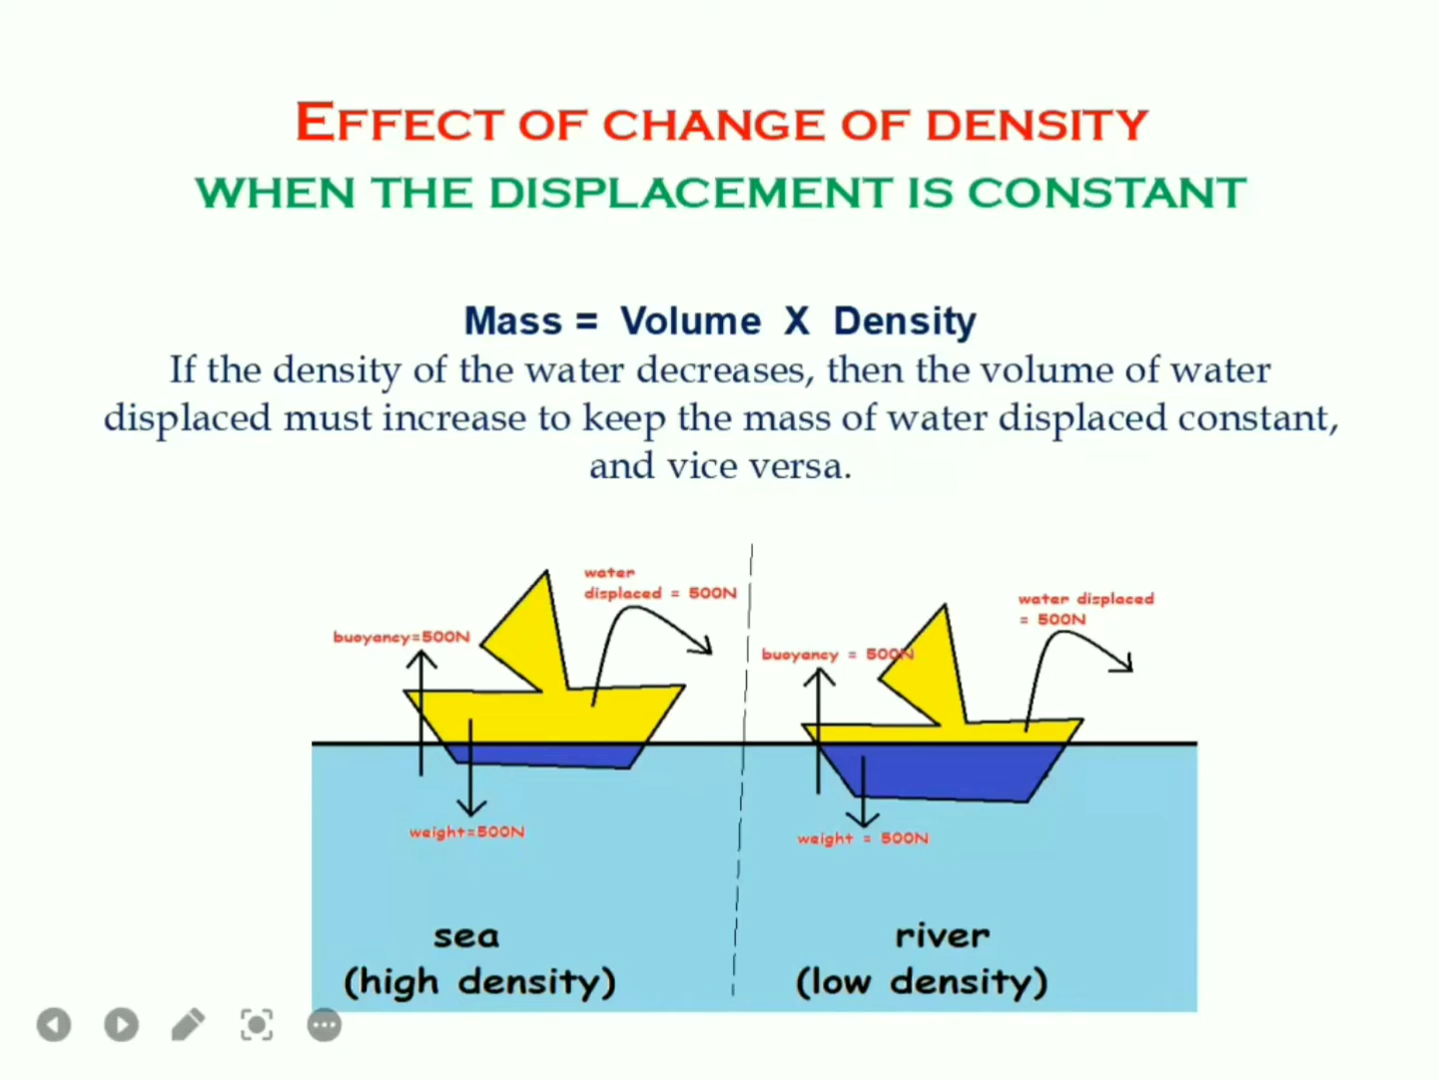 EFFECT OF CHANGE OF DENSITY
WHEN THE DISPLACEMENT IS CONSTANT
Mass = Volume X Density
If the density of the water decreases, then the volume of water
displaced must increase to keep the mass of water displaced constant,
and vice versa.
water
displaced = 500N
buoyancy=500N
weight=500N
water displaced
= 500N
buoyancy = 500N
weight = 500N
sea
(high density)
river
(low density)